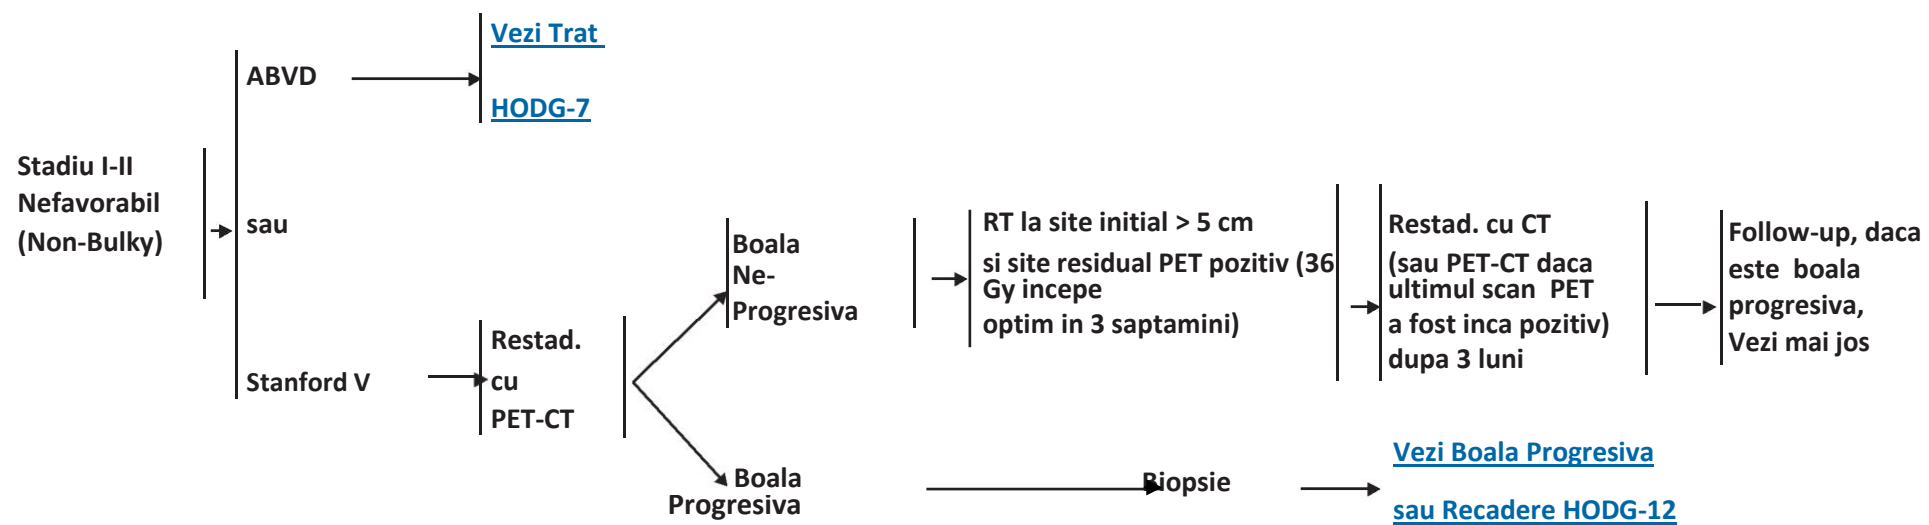 Vezi Trat
HODG-7
ABVD
Stadiu I-II
Nefavorabil
(Non-Bulky)
sau
Stanford V
Restad.
cu
PET-CT
Boala
Ne-
Progresiva
RT la site initial > 5 cm
si site residual PET pozitiv (36
Gy incepe
optim in 3 saptamini)
Restad. cu CT
(sau PET-CT daca
ultimul scan PET
a fost inca pozitiv)
dupa 3 luni
Follow-up, daca
este boala
progresiva,
Vezi mai jos
Boala
Progresiva
Biopsie
Vezi Boala Progresiva
sau Recadere HODG-12